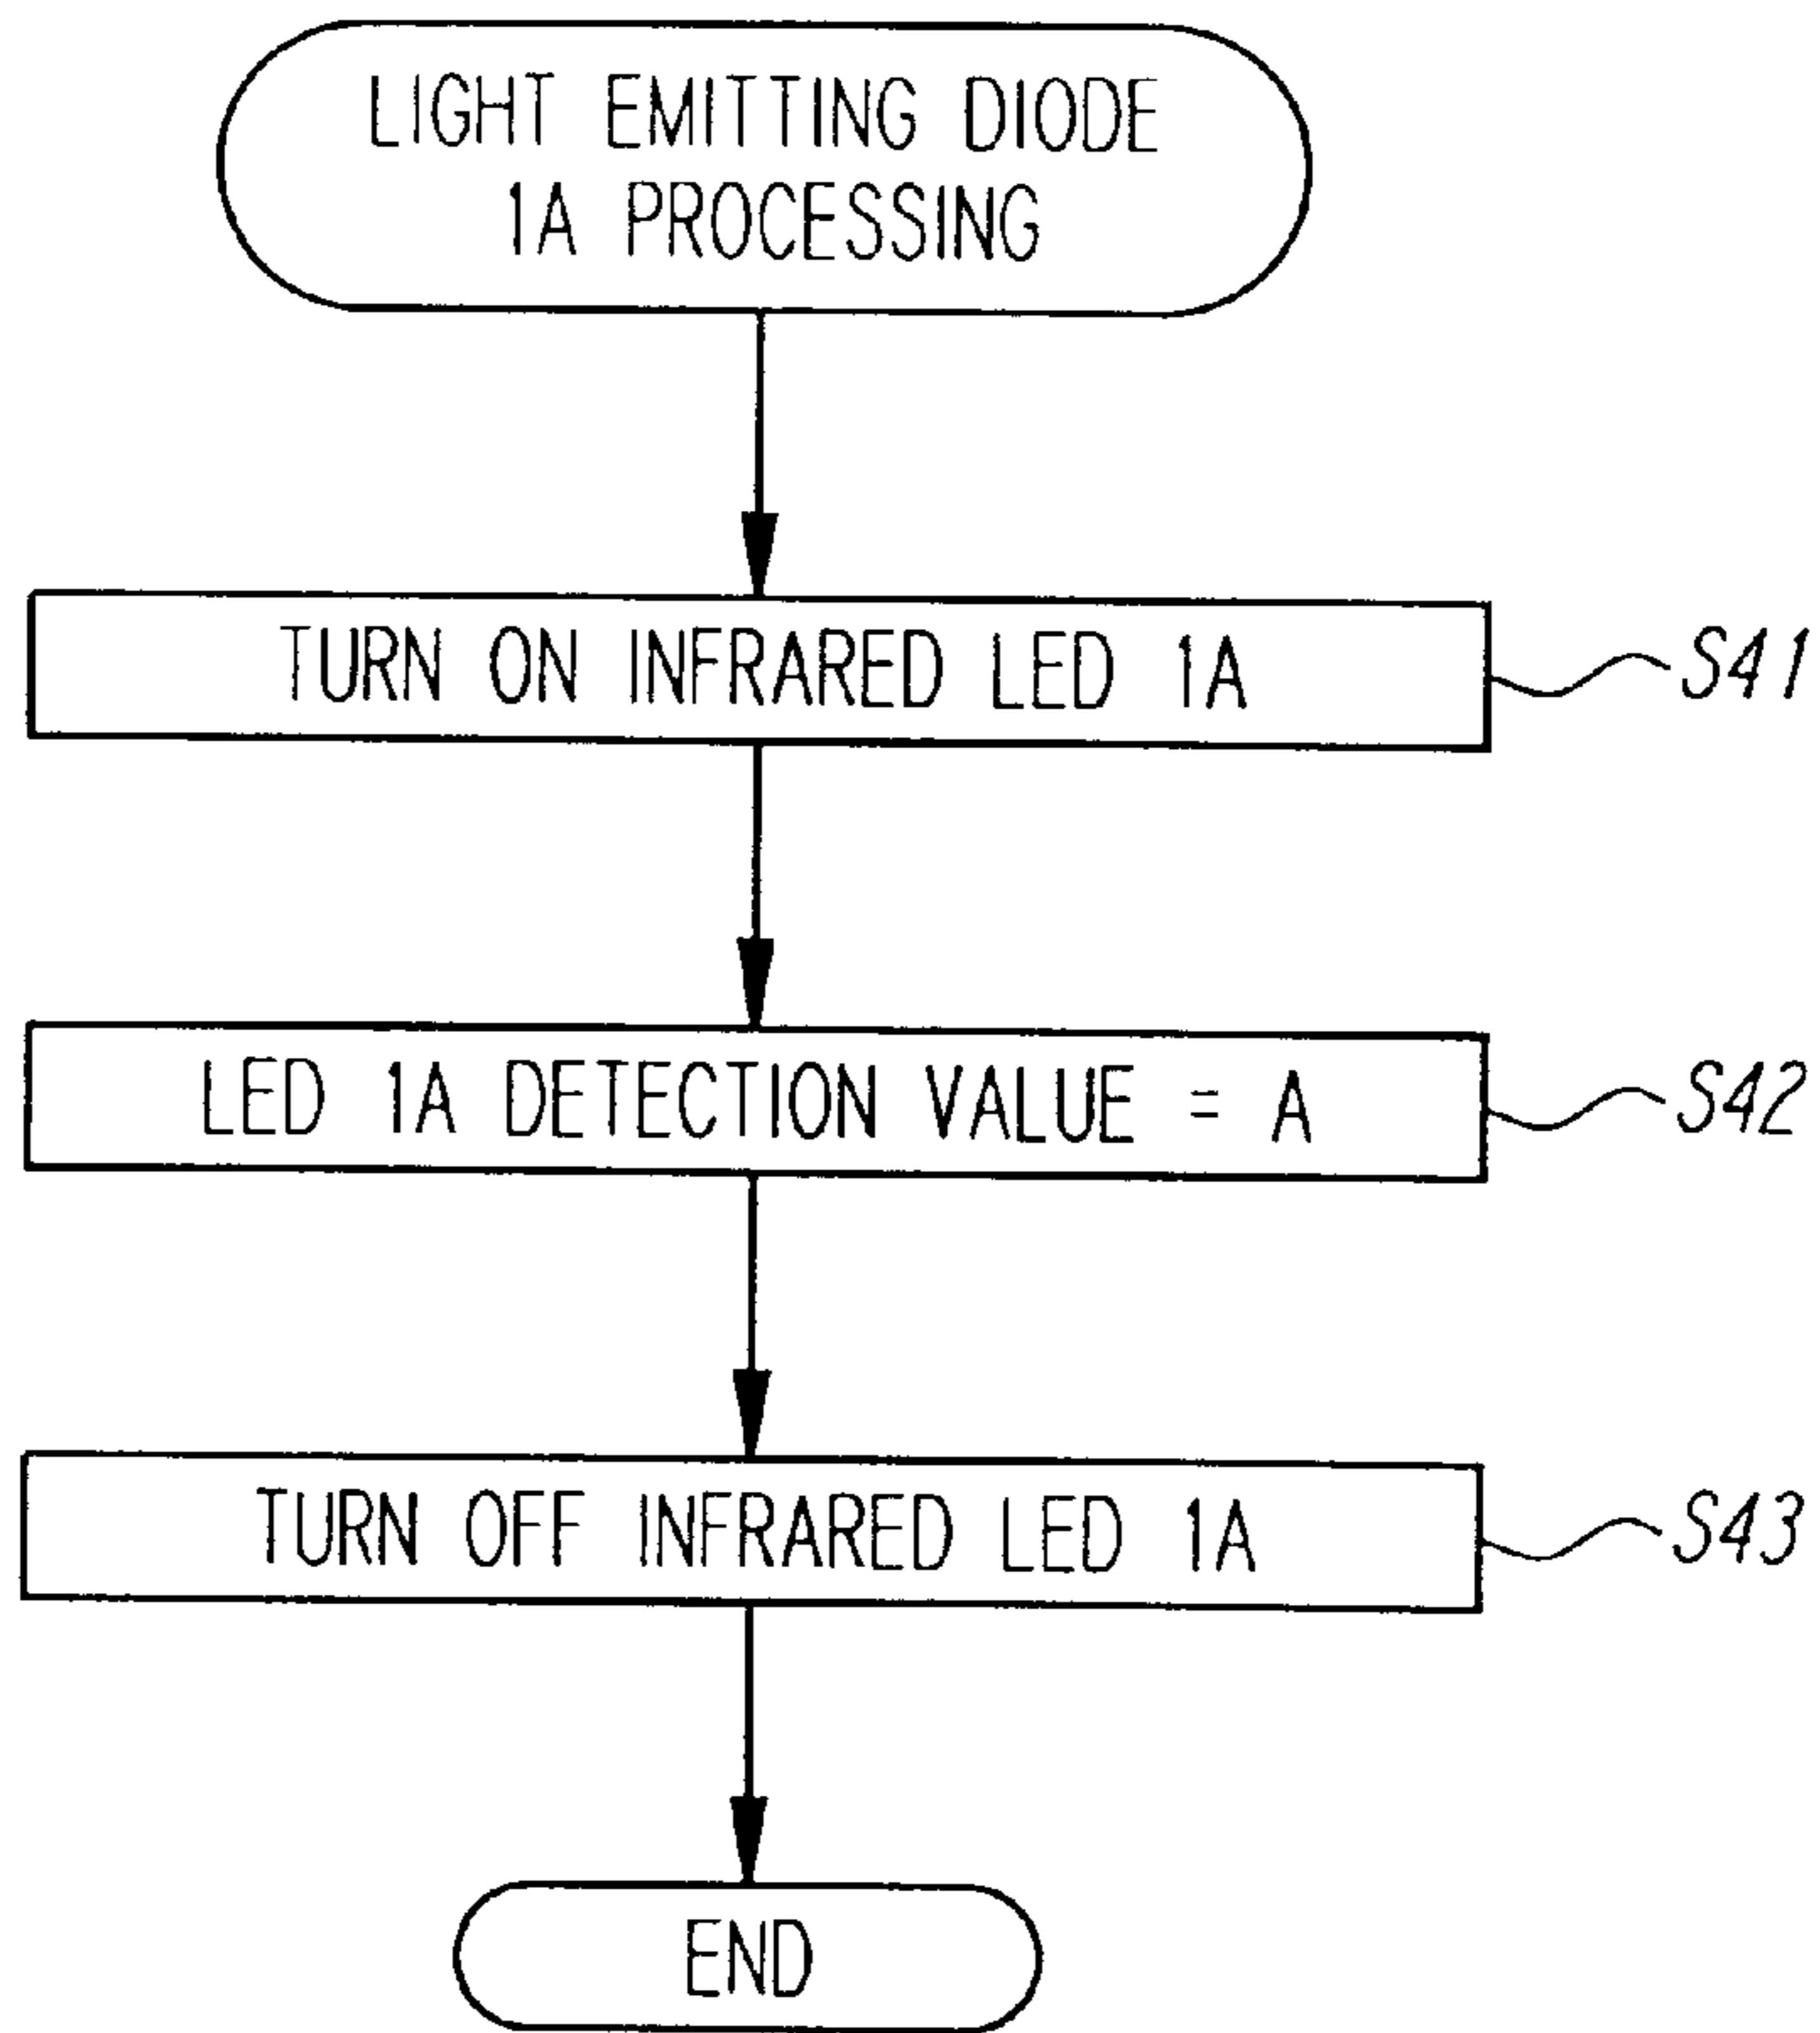 LIGHT EMITTING DIODE
1A PROCESSING
TURN ON INFRARED LED 1A
S41
LED 1A DETECTION VALUE = A
S42
TURN OFF INFRARED LED 1A
S43
END